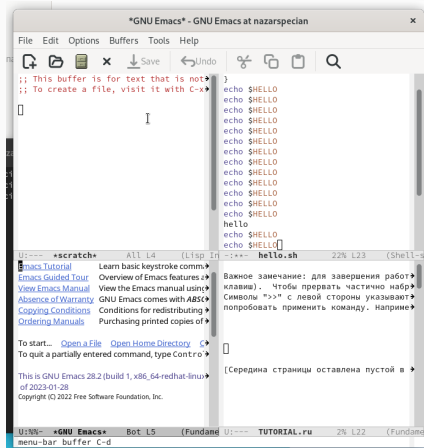 *GNU Emacs* - GNU Emacs at nazarspecian
File Edit Options Buffers Tools Help
Save Undo
;; This buffer is for text that is not
;; To create a file, visit it with C-x
U:--- *scratch* All L4 (Lisp In
}
echo $HELLO
echo $HELLO
echo $HELLO
echo $HELLO
echo $HELLO
echo $HELLO
echo $HELLO
echo $HELLO
echo $HELLO
echo $HELLO
echo $HELLO
echo $HELLO
echo $HELLO
hello
echo $HELLO
echo $HELLO
-:**- hello.sh 22% L23 (Shell-s
Emacs Tutorial Learn basic keystroke comm
Emacs Guided Tour Overview of Emacs features
View Emacs Manual View the Emacs manual using
Absence of Warranty GNU Emacs comes with ABSO
Copying Conditions Conditions for redistributing
Ordering Manuals Purchasing printed copies of
To start... Open a File Open Home Directory
To quit a partially entered command, type Contro
This is GNU Emacs 28.2 (build 1, x86_64-redhat-linux
of 2023-01-28
Copyright (C) 2022 Free Software Foundation, Inc.
U:%%- *GNU Emacs* Bot L5 (Fundame
Важное замечание: для завершения работ
клавиш). Чтобы прервать частично набр
Символы ">>" с левой стороны указывают
попробовать применить команду. Наприме
[Середина страницы оставлена пустой в
U:--- TUTORIAL.ru 2% L22 (Fundame
menu-bar buffer C-d